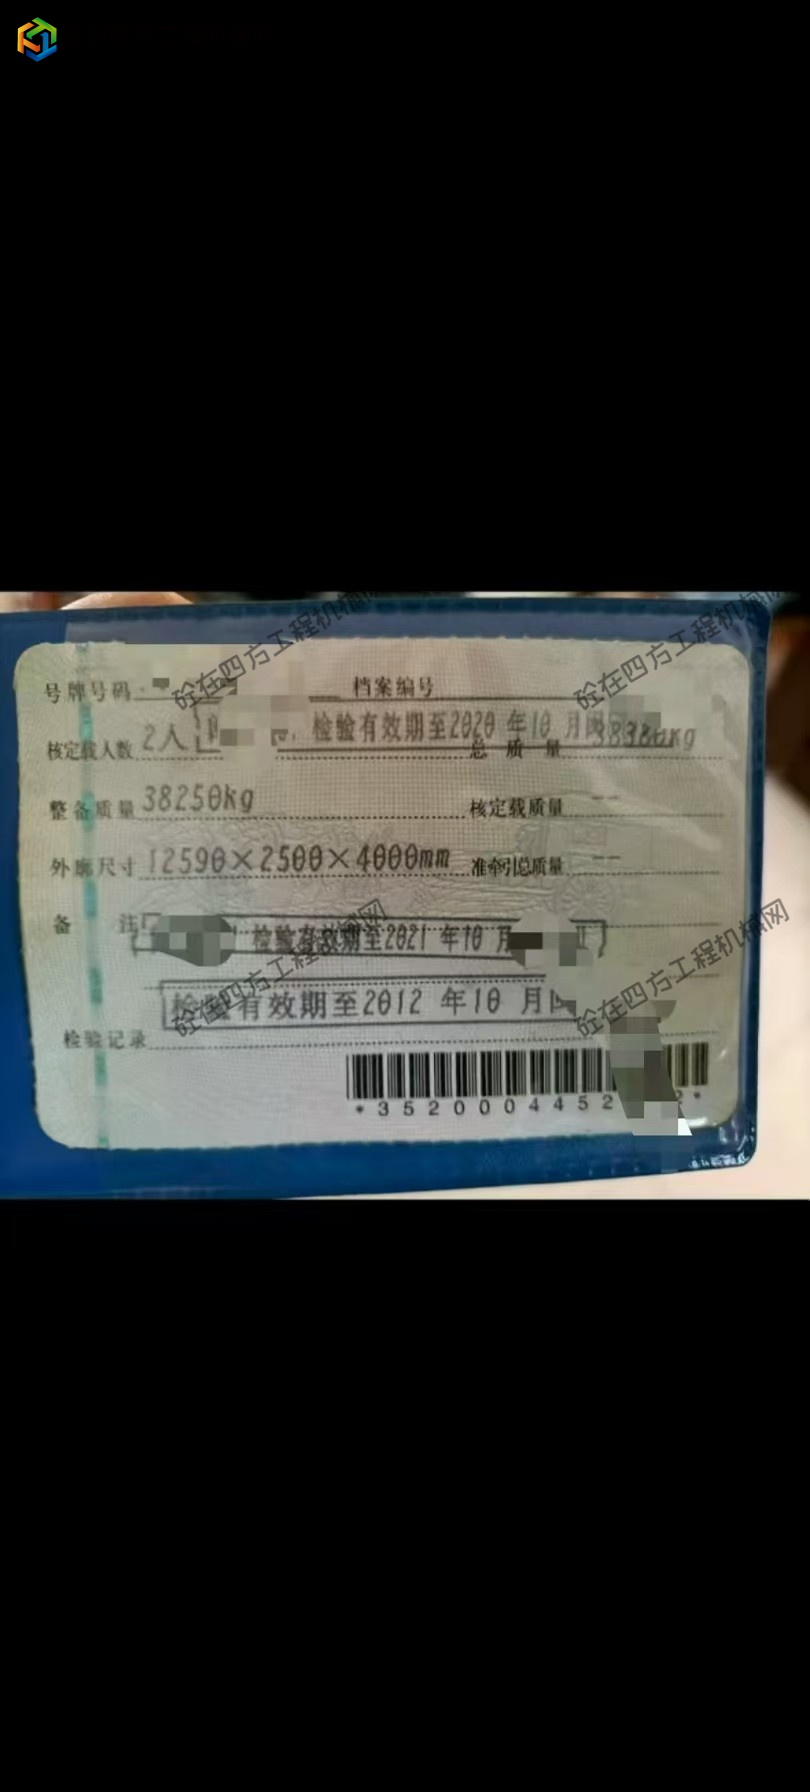 号牌号码
档案编号
检验有效期至2020 年10 月
核定载人数 2人
总 质 量 38380kg
整备质量 38250kg
核定载质量 --
外廓尺寸 12590×2500×4000mm
准牵引总质量 --
备 注
检验有效期至2021 年10 月
检验有效期至2012 年10 月
检验记录
*3520004452 2*
砼在四方工程机械网
砼在四方工程机械网
砼在四方工程机械网
砼在四方工程机械网